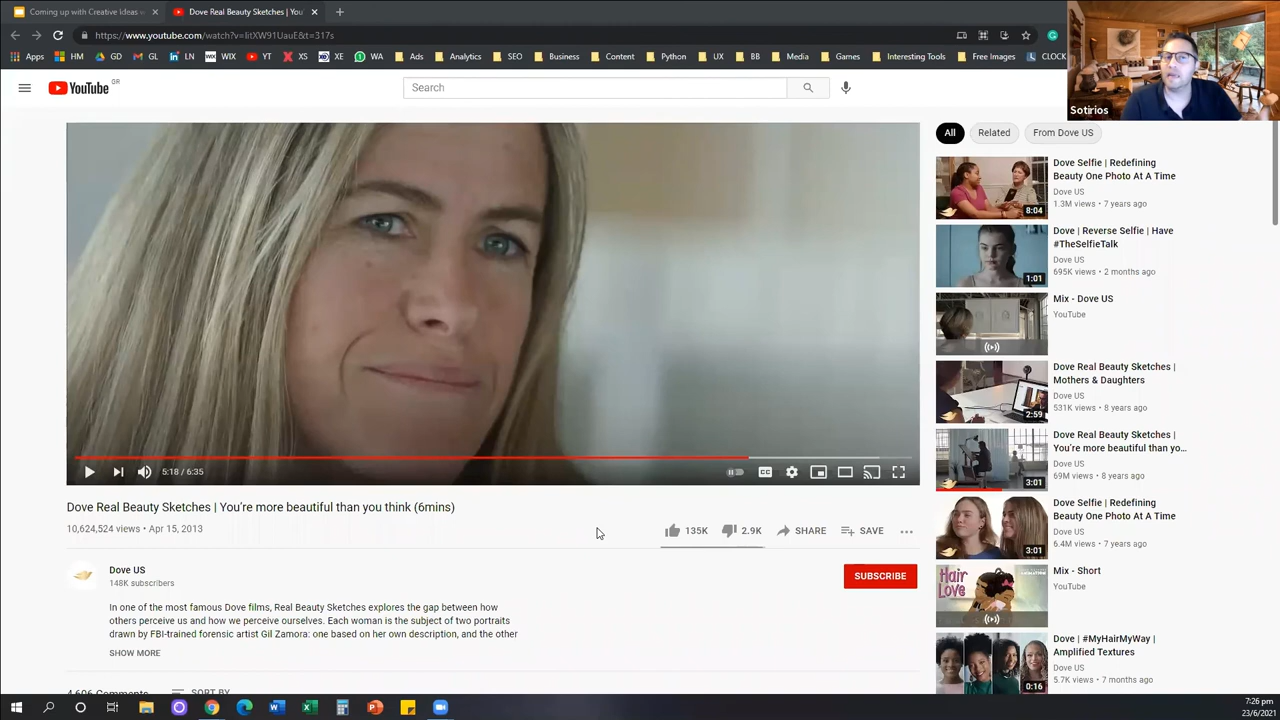 Coming up with Creative Ideas
Dove Real Beauty Sketches | You'
https://www.youtube.com/watch?v=litXW91UauE&t=317s
Apps
HM
GD
Gj
LN
WIX
YT
XS
XE
WA
Ads
Analytics
SEO
Business
Content
Python
UX
BB
Media
Games
Interesting Tools
Free Images
CLOCK
Sotirios
YouTube GR
Search
All
Related
From Dove US
Dove Selfie | Redefining
Beauty One Photo At A Time
Dove US
1.3M views • 7 years ago
8:04
Dove | Reverse Selfie | Have
#TheSelfieTalk
Dove US
695K views • 2 months ago
1:01
Mix - Dove US
YouTube
Dove Real Beauty Sketches |
Mothers & Daughters
Dove US
531K views • 8 years ago
2:59
Dove Real Beauty Sketches |
You're more beautiful than yo...
Dove US
69M views • 8 years ago
3:01
Dove Selfie | Redefining
Beauty One Photo At A Time
Dove US
6.4M views • 7 years ago
3:01
Mix - Short
YouTube
Hair
Love
Dove | #MyHairMyWay |
Amplified Textures
Dove US
5.7K views • 7 months ago
0:16
5:18 / 6:35
CC
Dove Real Beauty Sketches | You're more beautiful than you think (6mins)
10,624,524 views • Apr 15, 2013
135K
2.9K
SHARE
SAVE
Dove US
148K subscribers
SUBSCRIBE
In one of the most famous Dove films, Real Beauty Sketches explores the gap between how
others perceive us and how we perceive ourselves. Each woman is the subject of two portraits
drawn by FBI-trained forensic artist Gil Zamora: one based on her own description, and the other
SHOW MORE
4,606 Comments
SORT BY
7:26 pm
23/6/2021